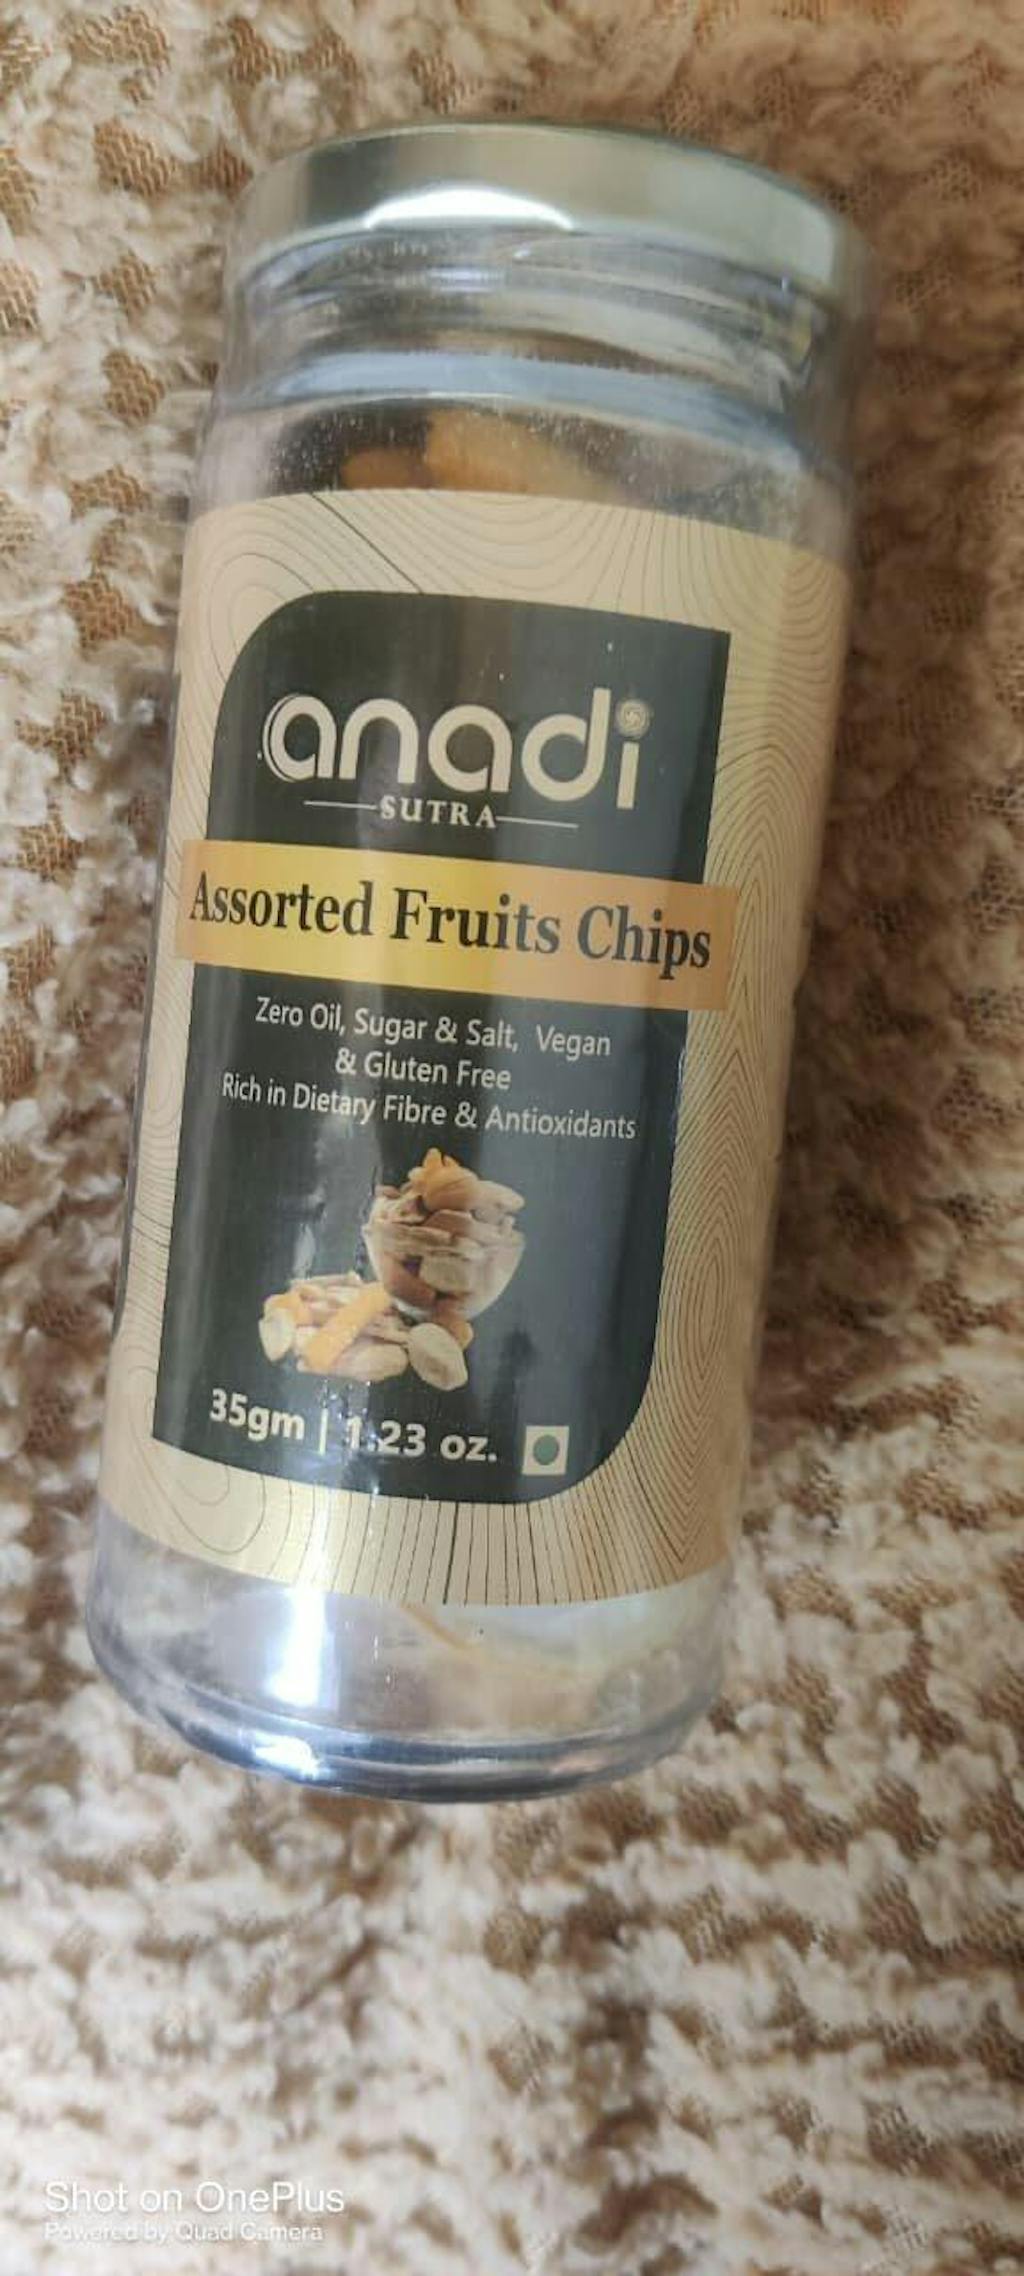 anadi
SUTRA
Assorted Fruits Chips
Zero Oil, Sugar & Salt, Vegan
& Gluten Free
Rich in Dietary Fibre & Antioxidants
35gm | 1.23 oz.
Shot on OnePlus
Powered by Quad Camera